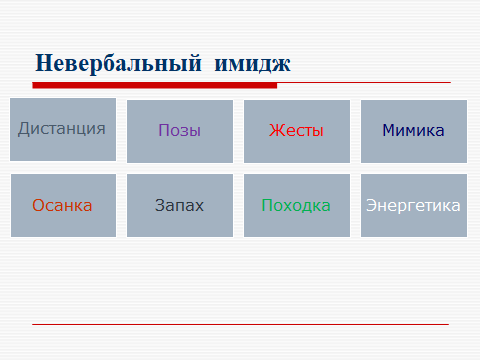 Невербальный имидж
Дистанция
Позы
Жесты
Мимика
Осанка
Запах
Походка
Энергетика